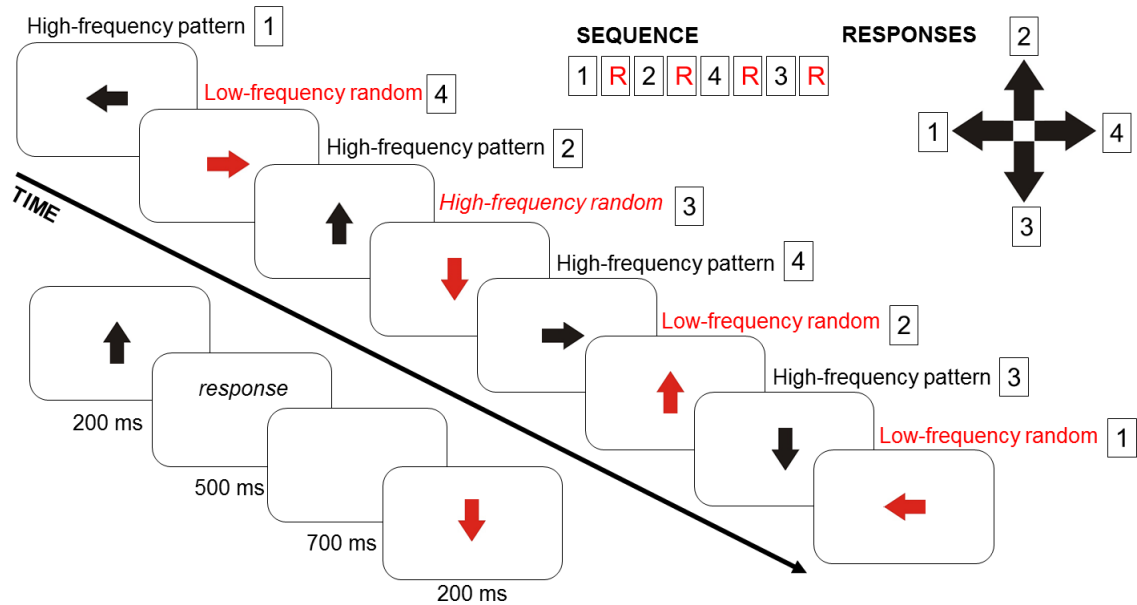 High-frequency pattern 1
Low-frequency random 4
High-frequency pattern 2
High-frequency random 3
High-frequency pattern 4
Low-frequency random 2
High-frequency pattern 3
Low-frequency random 1
TIME
200 ms
response
500 ms
700 ms
200 ms
SEQUENCE
1 R 2 R 4 R 3 R
RESPONSES
2
1 4
3